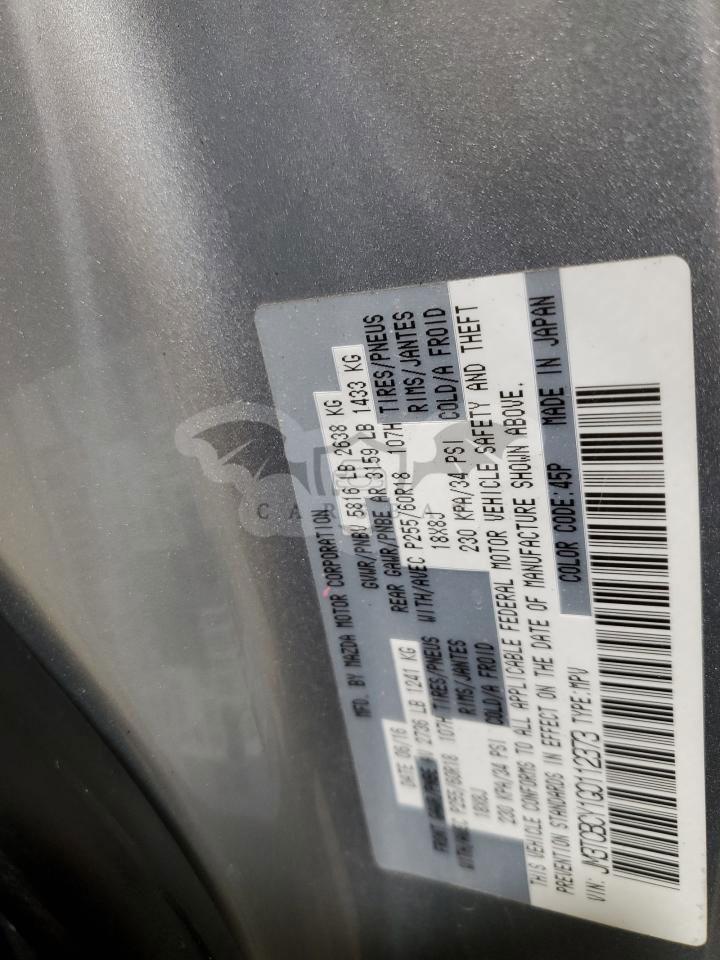 MFD. BY MAZDA MOTOR CORPORATION
DATE 06/16 GVWR/PNBV 5816 LB 2638 KG
FRONT GAWR/PNBE AV 2736 LB 1241 KG REAR GAWR/PNBE AR 3159 LB 1433 KG
WITH/AVEC P255/60R18 107H TIRES/PNEUS WITH/AVEC P255/60R18 107H TIRES/PNEUS
18X8J RIMS/JANTES 18X8J RIMS/JANTES
230 KPA/34 PSI COLD/A FROID 230 KPA/34 PSI COLD/A FROID
THIS VEHICLE CONFORMS TO ALL APPLICABLE FEDERAL MOTOR VEHICLE SAFETY AND THEFT
PREVENTION STANDARDS IN EFFECT ON THE DATE OF MANUFACTURE SHOWN ABOVE.
COLOR CODE:45P MADE IN JAPAN
VIN: JM3TCBCY1G0112373 TYPE:MPV